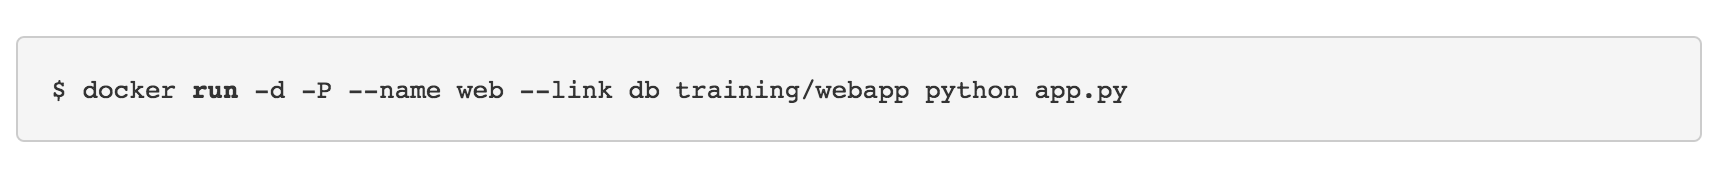 $ docker run -d -P --name web --link db training/webapp python app.py